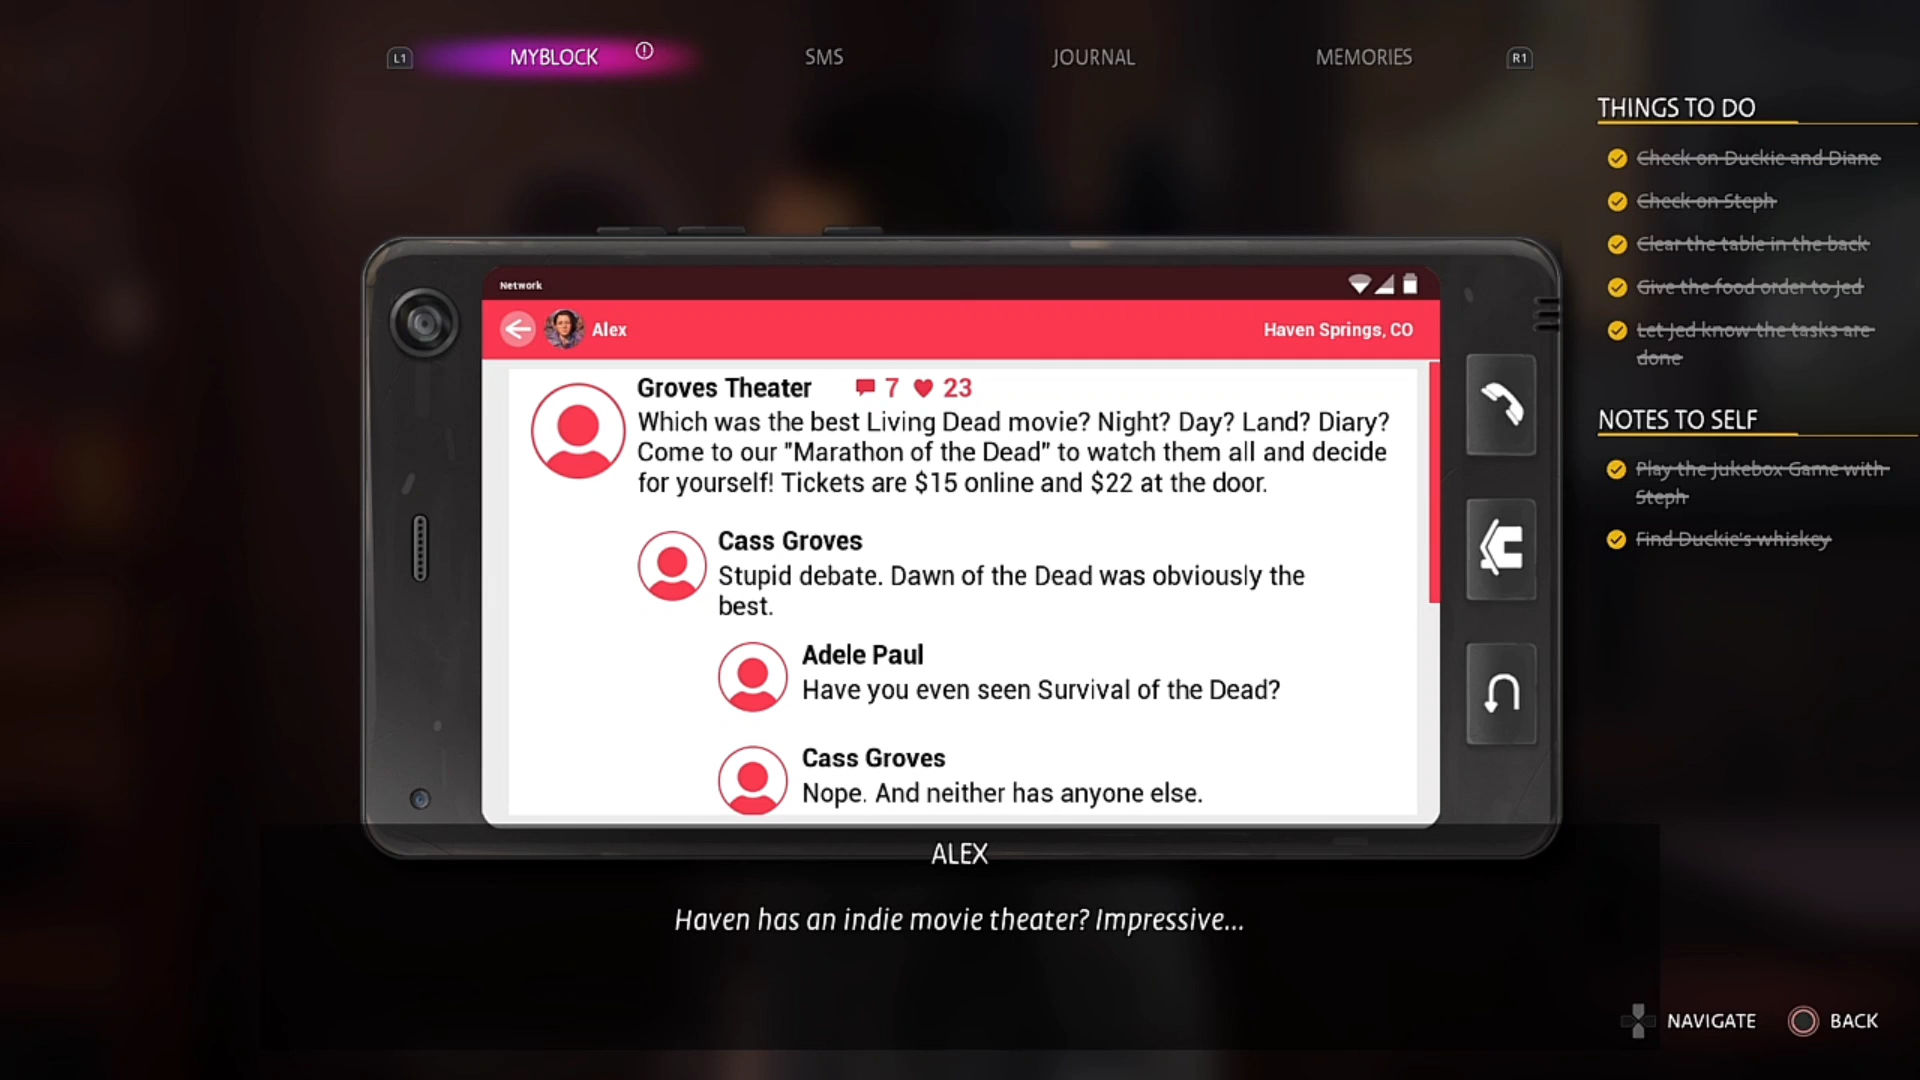 L1
MYBLOCK
SMS
JOURNAL
MEMORIES
R1
THINGS TO DO
Check on Duckie and Diane
Check on Steph
Clear the table in the back
Give the food order to Jed
Let Jed know the tasks are
done
NOTES TO SELF
Play the Jukebox Game with
Steph
Find Duckie's whiskey
Network
Alex
Haven Springs, CO
Groves Theater 7 23
Which was the best Living Dead movie? Night? Day? Land? Diary?
Come to our "Marathon of the Dead" to watch them all and decide
for yourself! Tickets are $15 online and $22 at the door.
Cass Groves
Stupid debate. Dawn of the Dead was obviously the
best.
Adele Paul
Have you even seen Survival of the Dead?
Cass Groves
Nope. And neither has anyone else.
ALEX
Haven has an indie movie theater? Impressive...
NAVIGATE
BACK